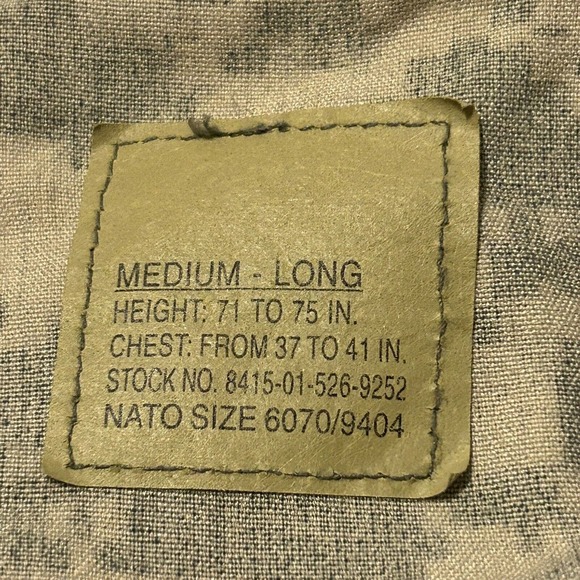 MEDIUM - LONG
HEIGHT: 71 TO 75 IN.
CHEST: FROM 37 TO 41 IN.
STOCK NO. 8415-01-526-9252
NATO SIZE 6070/9404